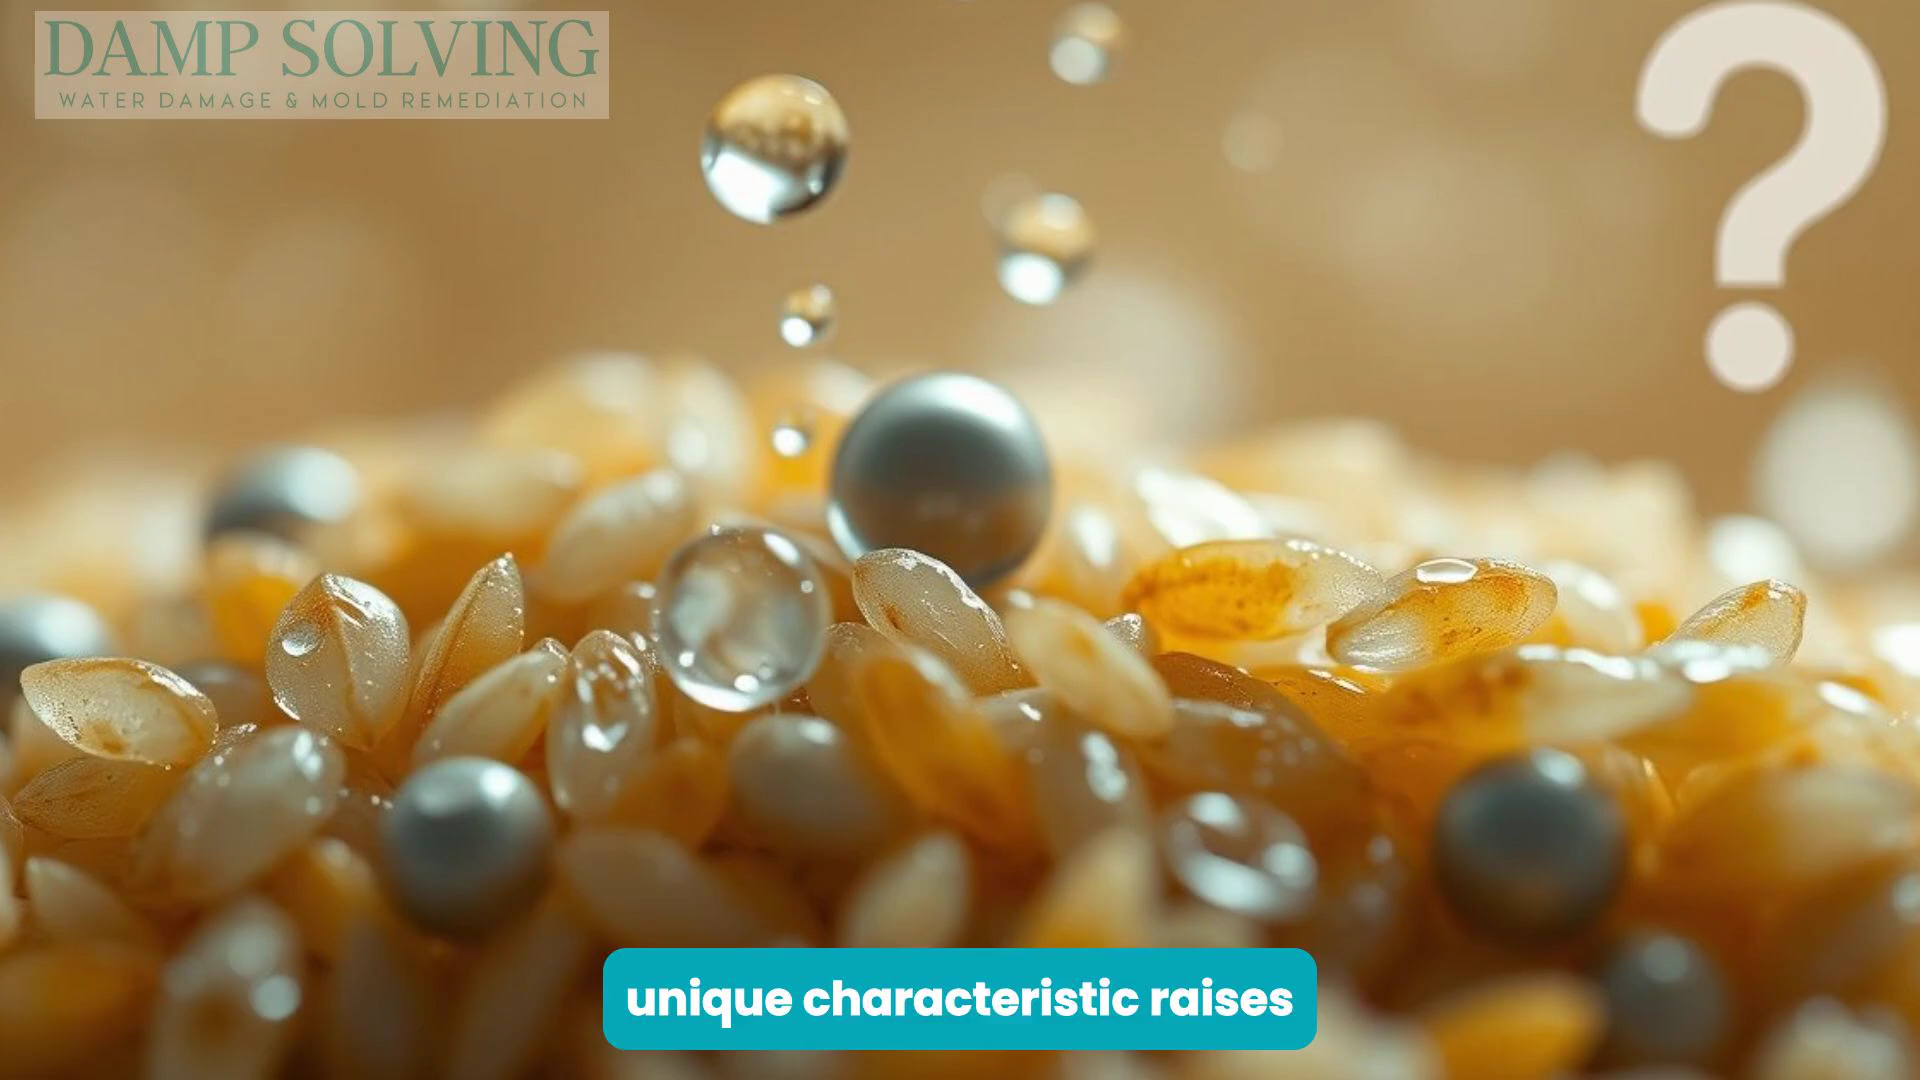 DAMP SOLVING
WATER DAMAGE & MOLD REMEDIATION
?
unique characteristic raises